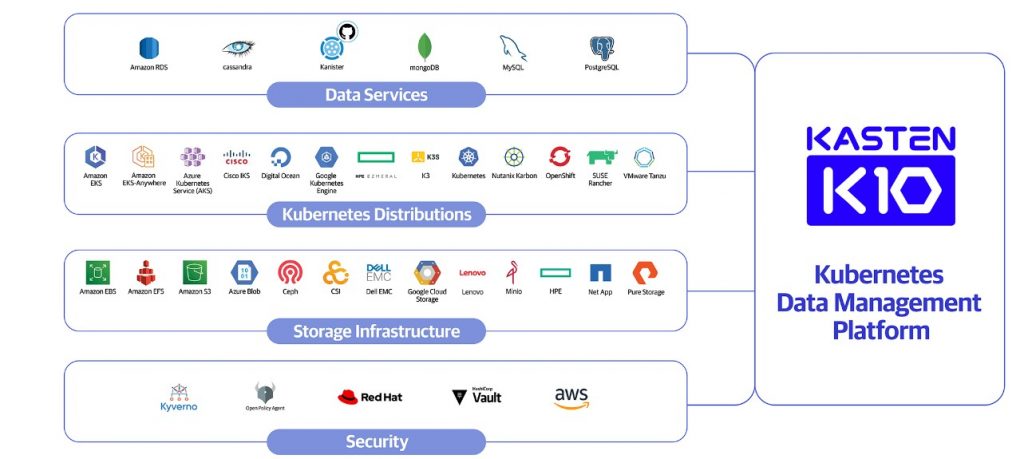 Amazon RDS
cassandra
Kanister
mongoDB
MySQL
PostgreSQL
Data Services
Amazon
EKS
Amazon
EKS-Anywhere
Azure
Kubernetes
Service (AKS)
CISCO
Cisco IKS
Digital Ocean
Google
Kubernetes
Engine
HPE EZMERAL
K3S
K3
Kubernetes
Nutanix Karbon
OpenShift
SUSE
Rancher
VMware Tanzu
Kubernetes Distributions
Amazon EBS
Amazon EFS
Amazon S3
10
01
Azure Blob
Ceph
CSI
DELL
EMC
Dell EMC
Google Cloud
Storage
Lenovo
Lenovo
Minio
HPE
Net App
Pure Storage
Storage Infrastructure
Kyverno
Open Policy Agent
Red Hat
HashiCorp
Vault
aws
Security
KASTEN
K10
Kubernetes
Data Management
Platform